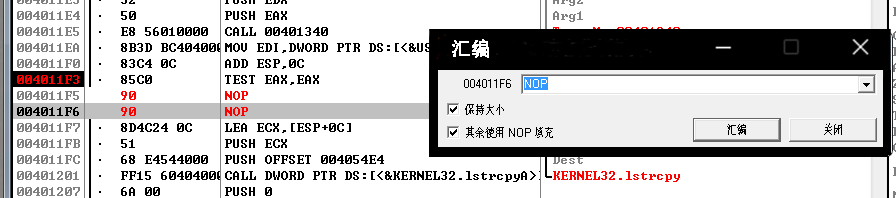 004011E3 52 PUSH EDX Arg2
004011E4 50 PUSH EAX Arg1
004011E5 E8 56010000 CALL 00401340
004011EA 8B3D BC404000 MOV EDI,DWORD PTR DS:[<&US
004011F0 83C4 0C ADD ESP,0C
004011F3 85C0 TEST EAX,EAX
004011F5 90 NOP
004011F6 90 NOP
004011F7 8D4C24 0C LEA ECX,[ESP+0C]
004011FB 51 PUSH ECX
004011FC 68 E4544000 PUSH OFFSET 004054E4 Dest
00401201 FF15 60404000 CALL DWORD PTR DS:[<&KERNEL32.lstrcpyA>] KERNEL32.lstrcpy
00401207 6A 00 PUSH 0
汇编
004011F6 NOP
保持大小
其余使用 NOP 填充
汇编 关闭